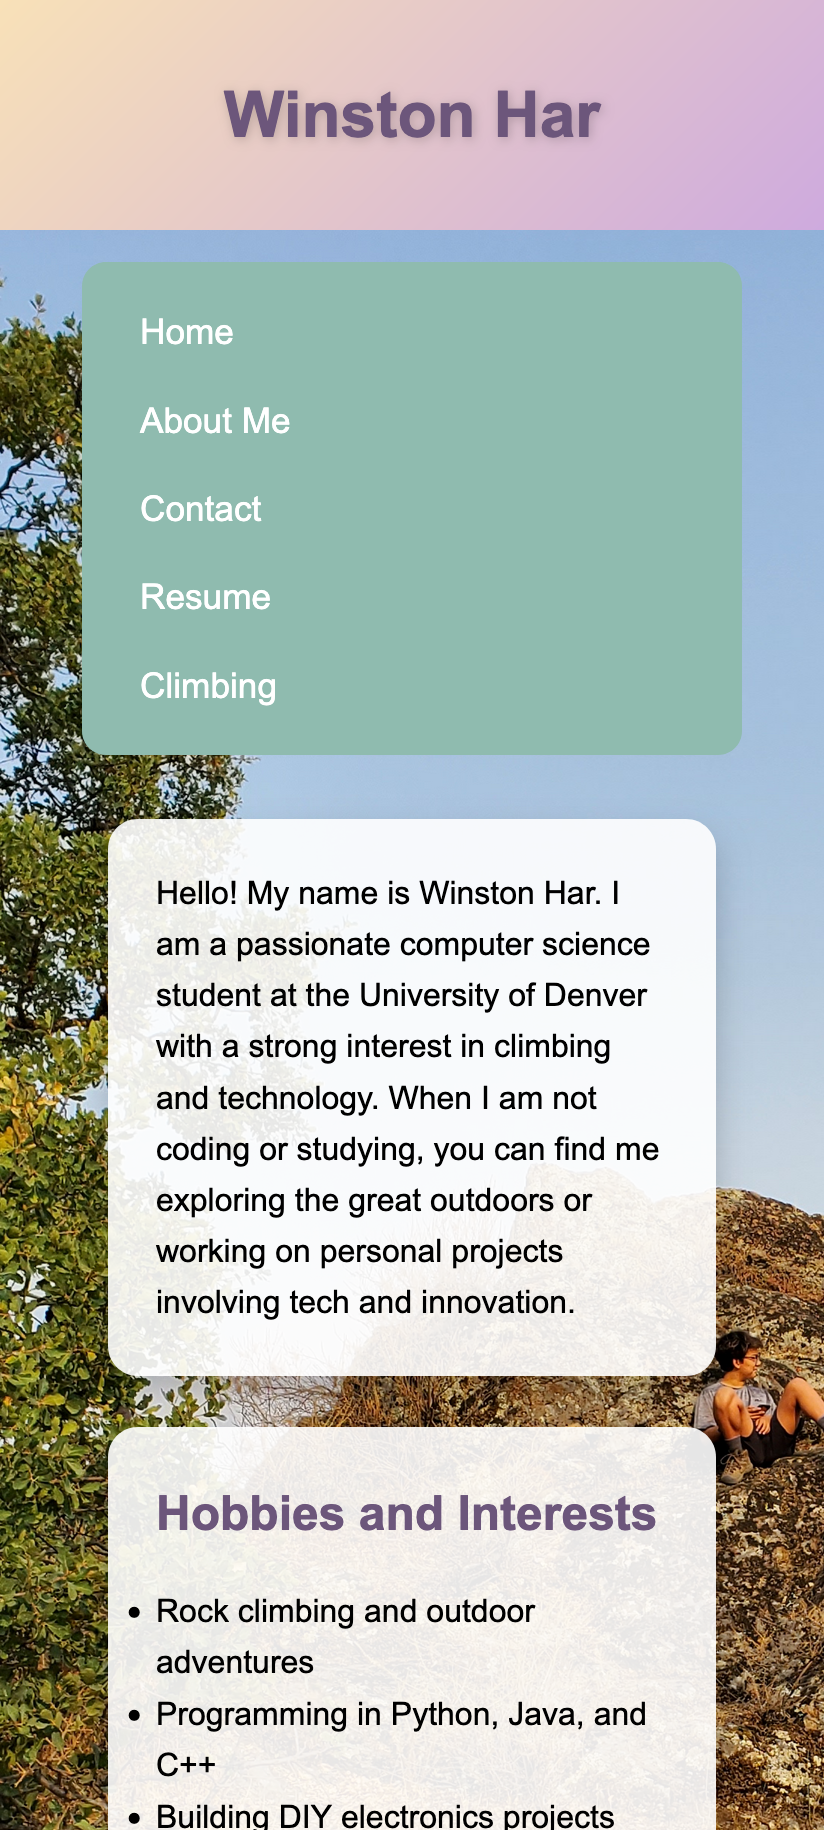 Winston Har
Home
About Me
Contact
Resume
Climbing
Hello! My name is Winston Har. I
am a passionate computer science
student at the University of Denver
with a strong interest in climbing
and technology. When I am not
coding or studying, you can find me
exploring the great outdoors or
working on personal projects
involving tech and innovation.
Hobbies and Interests
• Rock climbing and outdoor
adventures
• Programming in Python, Java, and
C++
• Building DIY electronics projects